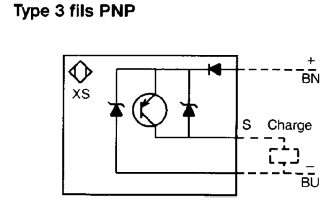 Type 3 fils PNP
+
BN
XS
S Charge
–
BU